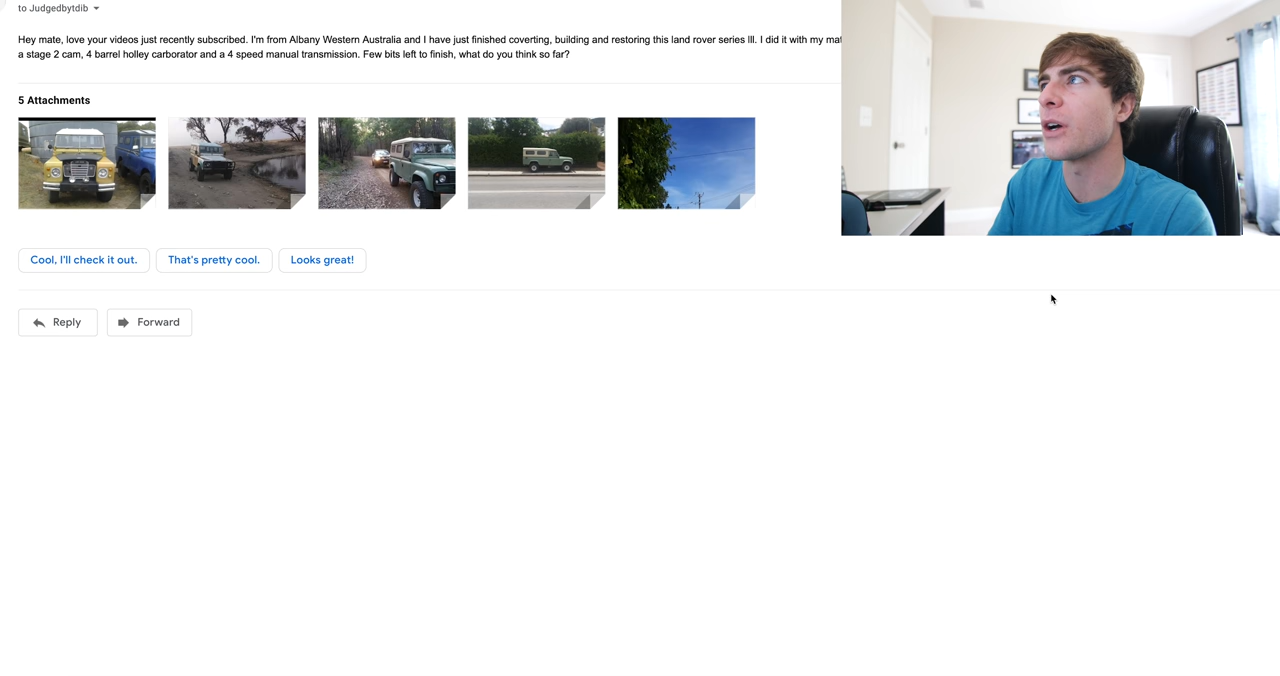 to Judgedbytdib
Hey mate, love your videos just recently subscribed. I'm from Albany Western Australia and I have just finished coverting, building and restoring this land rover series III. I did it with my
a stage 2 cam, 4 barrel holley carborator and a 4 speed manual transmission. Few bits left to finish, what do you think so far?
5 Attachments
Cool, I'll check it out. That's pretty cool. Looks great!
Reply Forward